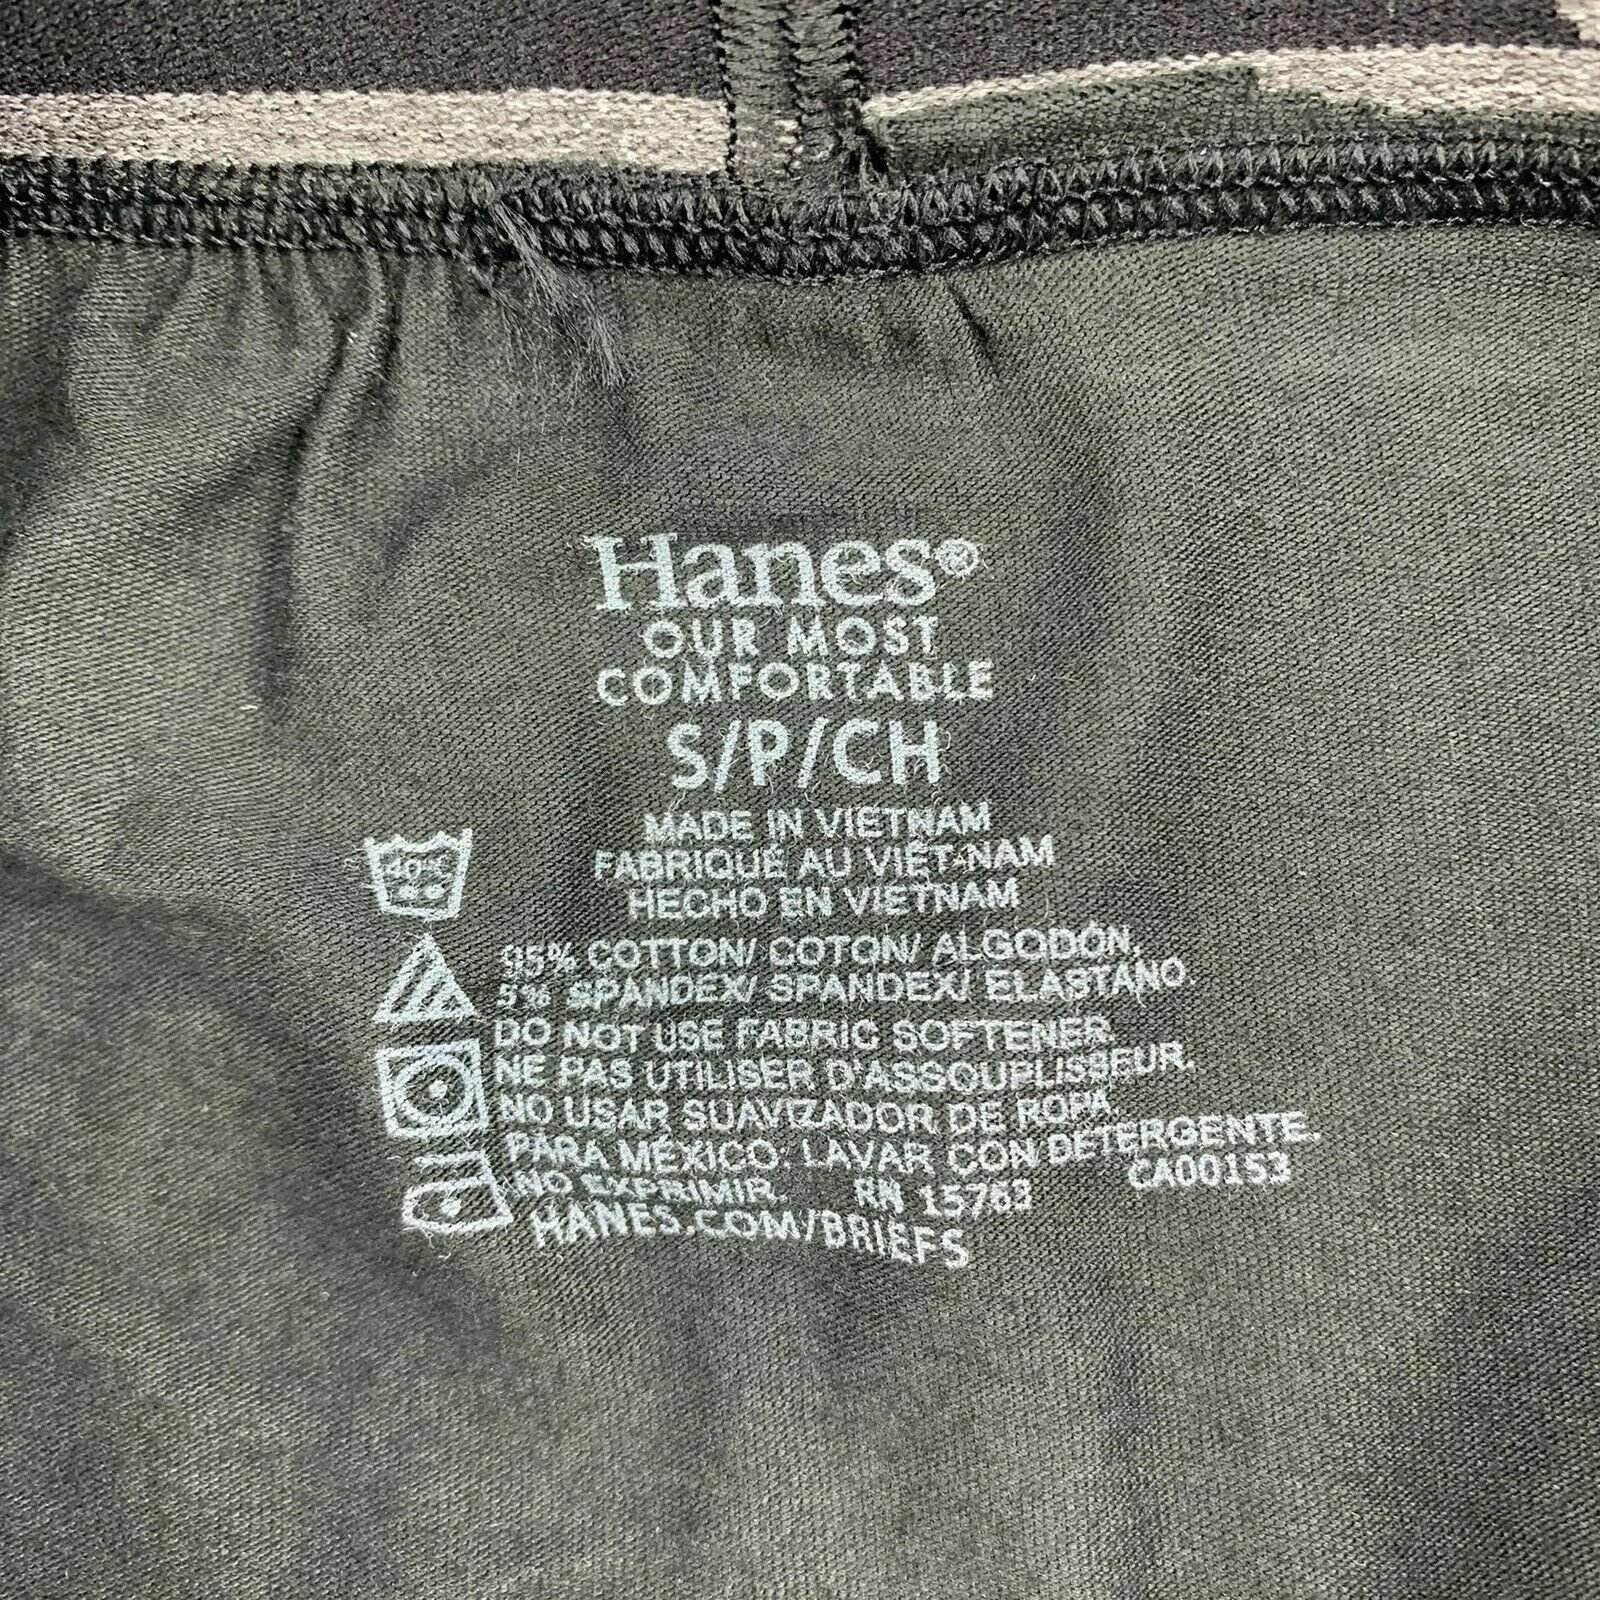 Hanes®
OUR MOST
COMFORTABLE
S/P/CH
MADE IN VIETNAM
FABRIQUÉ AU VIÊT-NAM
HECHO EN VIETNAM
40°C
95% COTTON/ COTON/ ALGODÓN,
5% SPANDEX/ SPANDEX/ ELASTANO.
DO NOT USE FABRIC SOFTENER.
NE PAS UTILISER D'ASSOUPLISSEUR.
NO USAR SUAVIZADOR DE ROPA.
PARA MÉXICO: LAVAR CON DETERGENTE.
NO EXPRIMIR. RN 15763 CA00153
HANES.COM/BRIEFS